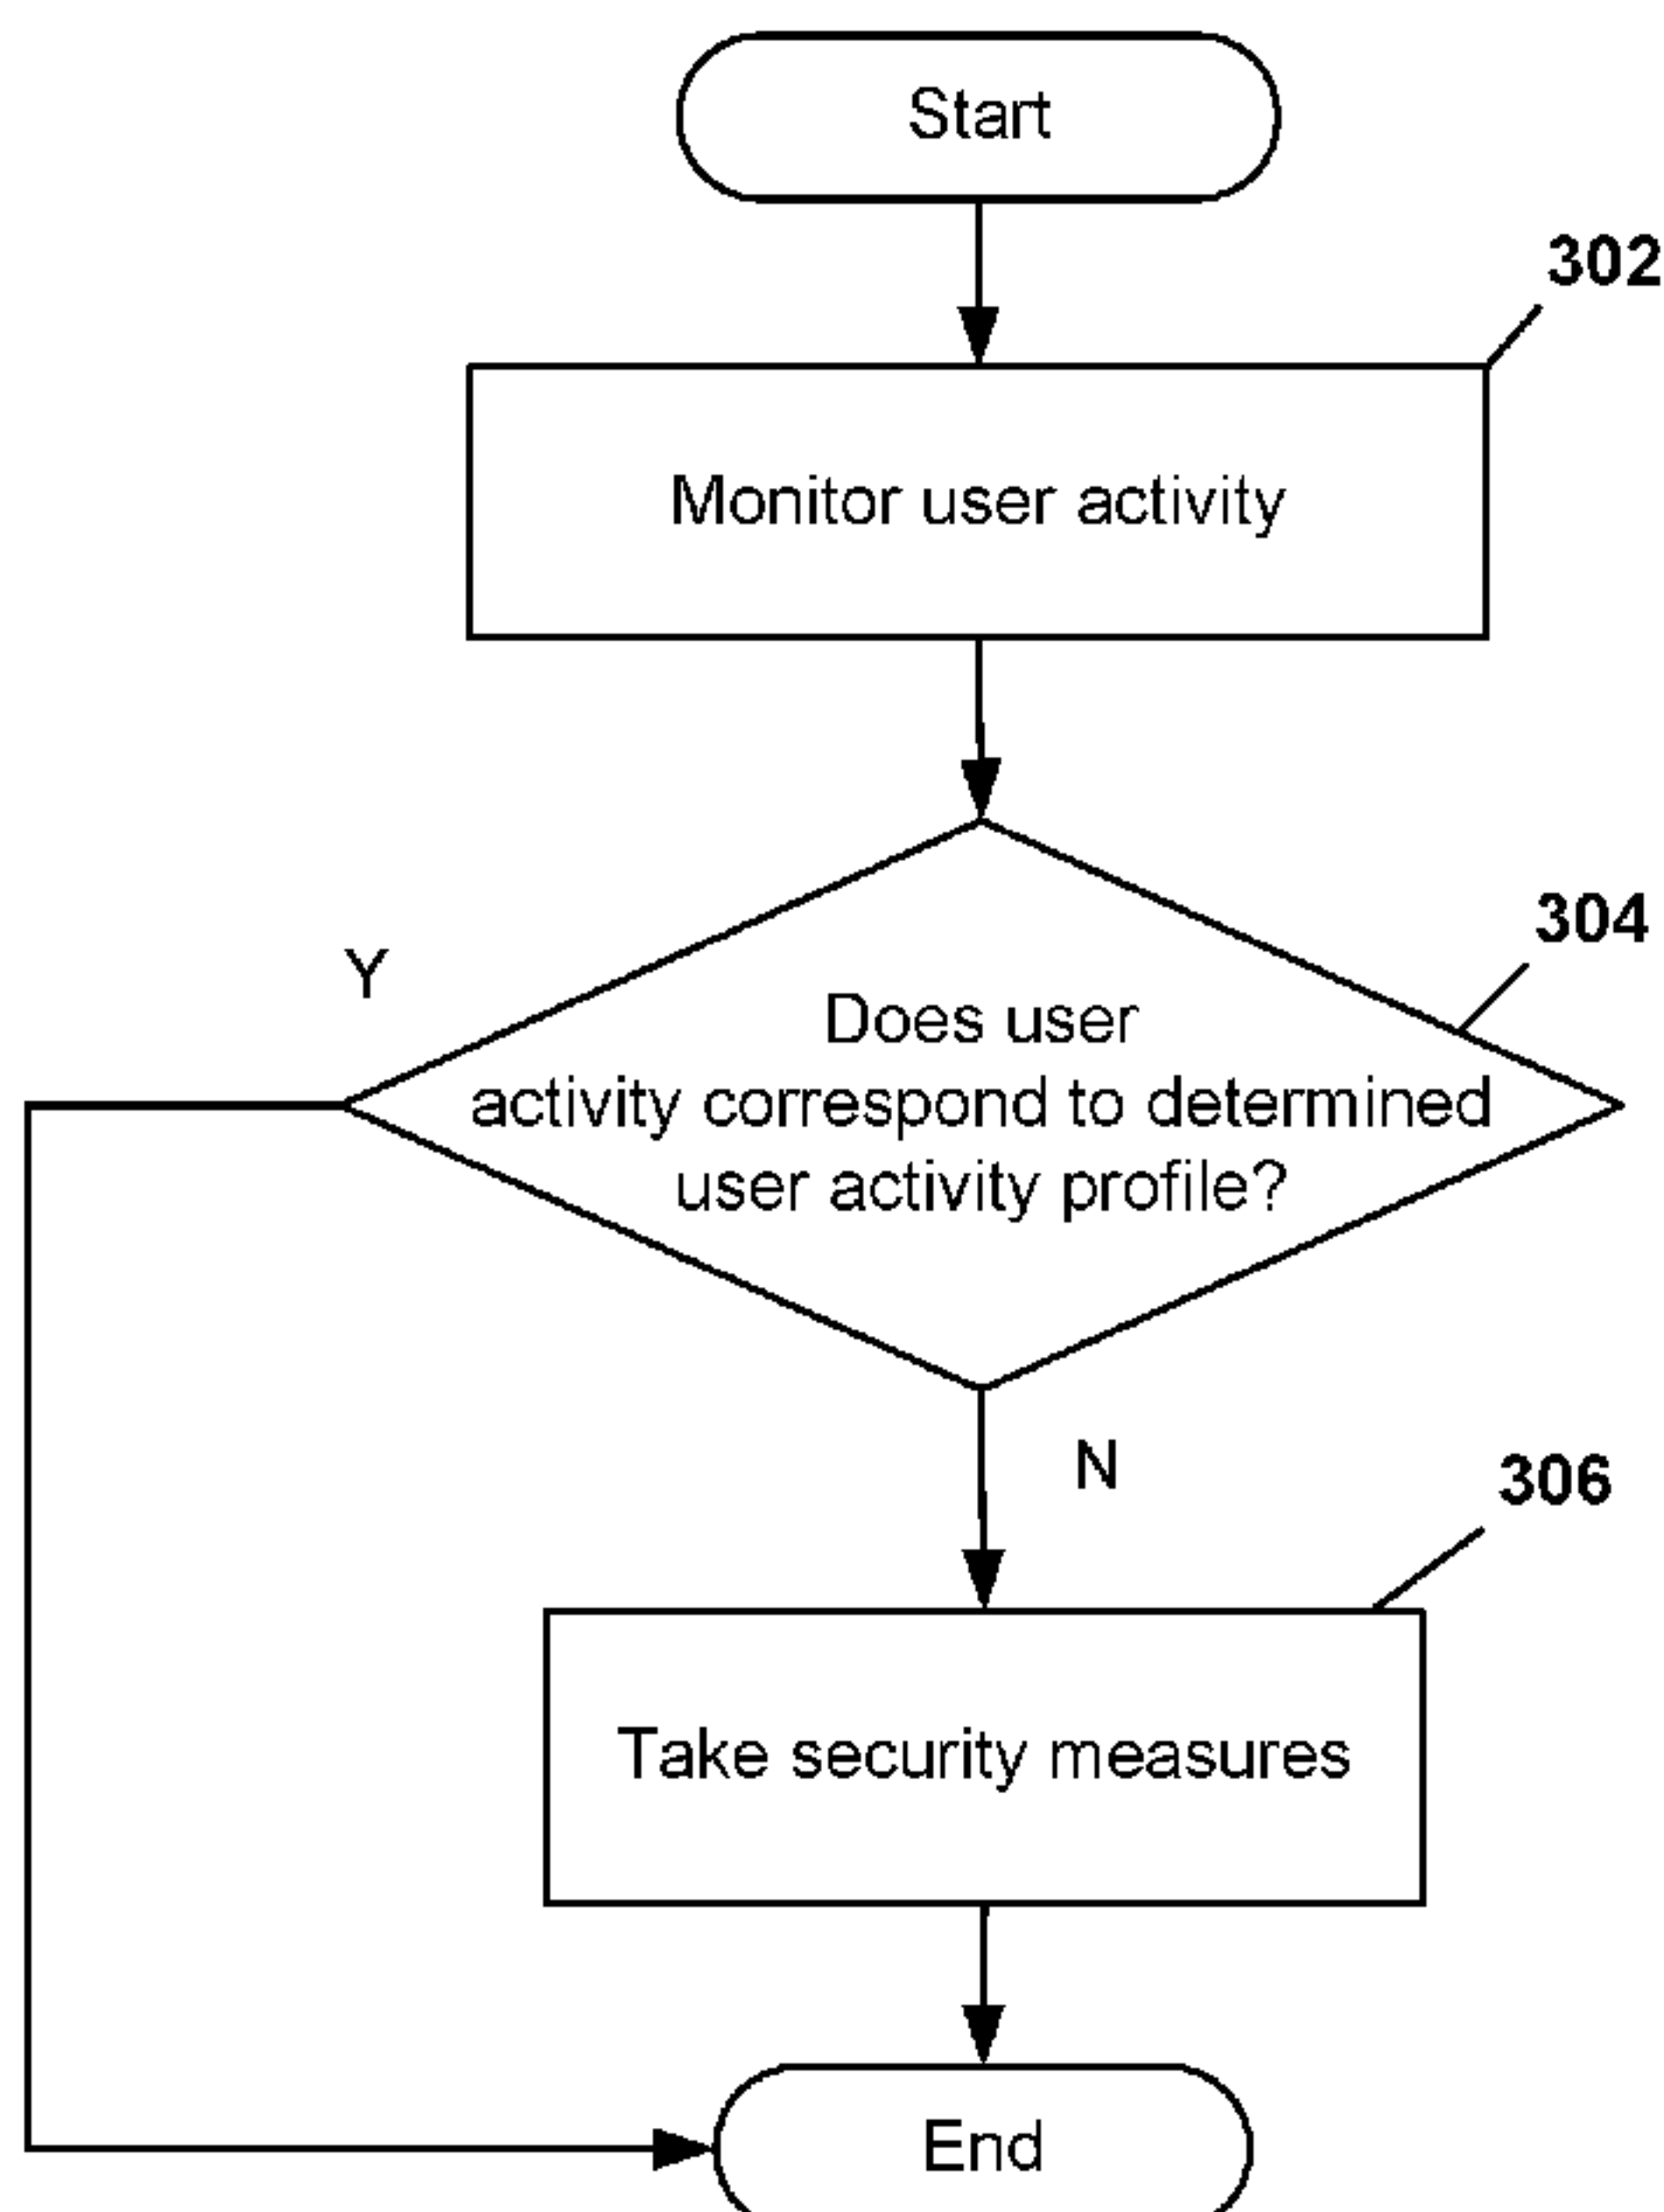 Start
302
Monitor user activity
304
Y
Does user
activity correspond to determined
user activity profile?
N
306
Take security measures
End